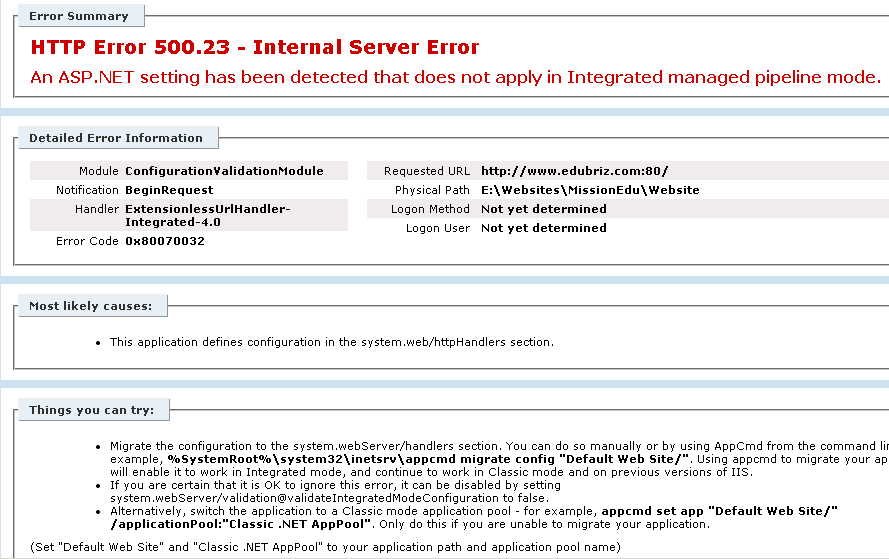 Error Summary
HTTP Error 500.23 - Internal Server Error
An ASP.NET setting has been detected that does not apply in Integrated managed pipeline mode.
Detailed Error Information
Module ConfigurationValidationModule
Notification BeginRequest
Handler ExtensionlessUrlHandler-
Integrated-4.0
Error Code 0x80070032
Requested URL http://www.edubriz.com:80/
Physical Path E:\Websites\MissionEdu\Website
Logon Method Not yet determined
Logon User Not yet determined
Most likely causes:
• This application defines configuration in the system.web/httpHandlers section.
Things you can try:
• Migrate the configuration to the system.webServer/handlers section. You can do so manually or by using AppCmd from the command
example, %SystemRoot%\system32\inetsrv\appcmd migrate config "Default Web Site/". Using appcmd to migrate your
will enable it to work in Integrated mode, and continue to work in Classic mode and on previous versions of IIS.
• If you are certain that it is OK to ignore this error, it can be disabled by setting
system.webServer/validation@validateIntegratedModeConfiguration to false.
• Alternatively, switch the application to a Classic mode application pool - for example, appcmd set app "Default Web Site/"
/applicationPool:"Classic .NET AppPool". Only do this if you are unable to migrate your application.
(Set "Default Web Site" and "Classic .NET AppPool" to your application path and application pool name)